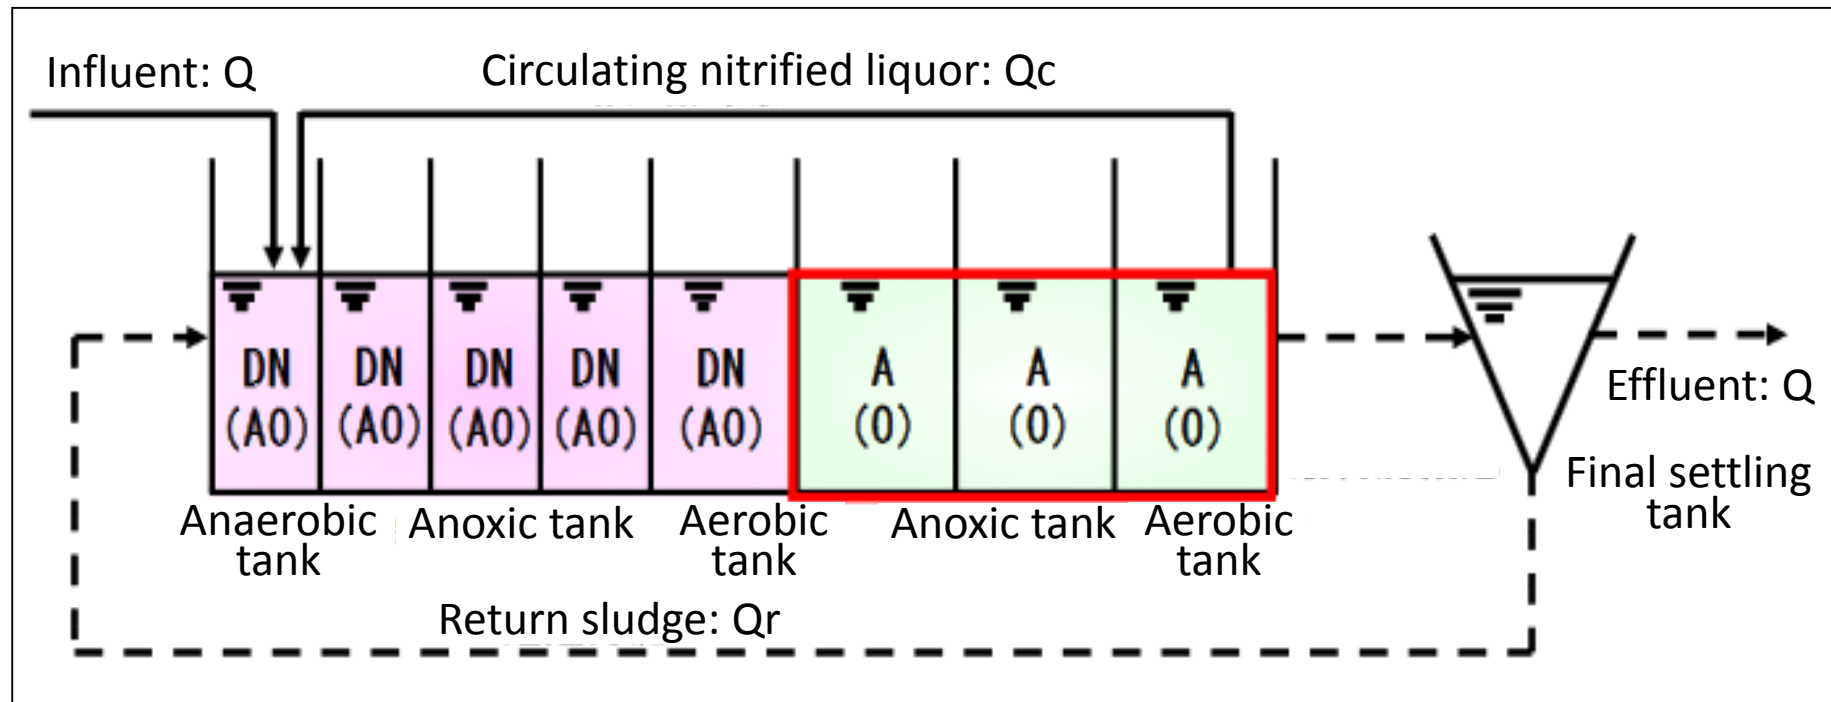 Influent: Q
Circulating nitrified liquor: Qc
DN
(AO)
DN
(AO)
DN
(AO)
DN
(AO)
DN
(AO)
A
(O)
A
(O)
A
(O)
Effluent: Q
Final settling
tank
Anaerobic
tank
Anoxic tank
Aerobic
tank
Anoxic tank
Aerobic
tank
Return sludge: Qr